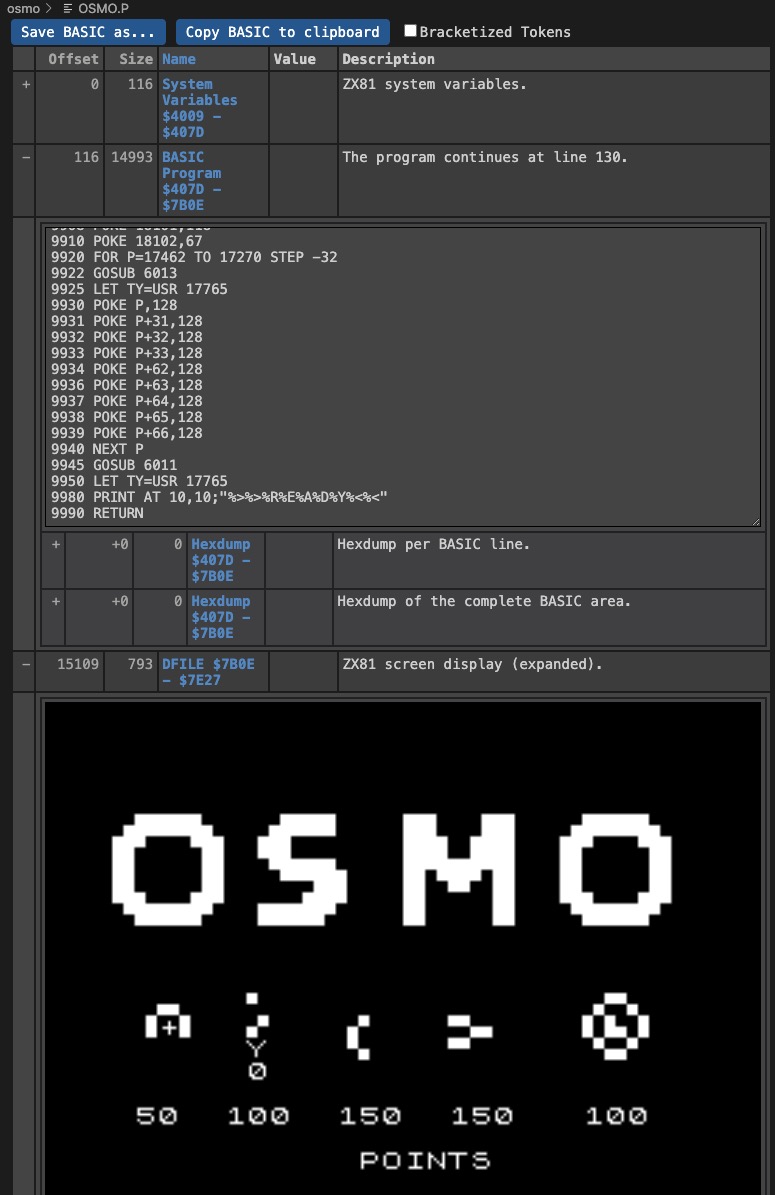 osmo > OSMO.P
Save BASIC as... Copy BASIC to clipboard Bracketized Tokens
Offset Size Name Value Description
+ 0 116 System Variables $4009 – $407D ZX81 system variables.
– 116 14993 BASIC Program $407D – $7B0E The program continues at line 130.
9910 POKE 18102,67
9920 FOR P=17462 TO 17270 STEP -32
9922 GOSUB 6013
9925 LET TY=USR 17765
9930 POKE P,128
9931 POKE P+31,128
9932 POKE P+32,128
9933 POKE P+33,128
9934 POKE P+62,128
9936 POKE P+63,128
9937 POKE P+64,128
9938 POKE P+65,128
9939 POKE P+66,128
9940 NEXT P
9945 GOSUB 6011
9950 LET TY=USR 17765
9980 PRINT AT 10,10;"%>%>%R%E%A%D%Y%<%<"
9990 RETURN
+ +0 0 Hexdump $407D – $7B0E Hexdump per BASIC line.
+ +0 0 Hexdump $407D – $7B0E Hexdump of the complete BASIC area.
– 15109 793 DFILE $7B0E – $7E27 ZX81 screen display (expanded).
OSMO
50 100 150 150 100
POINTS